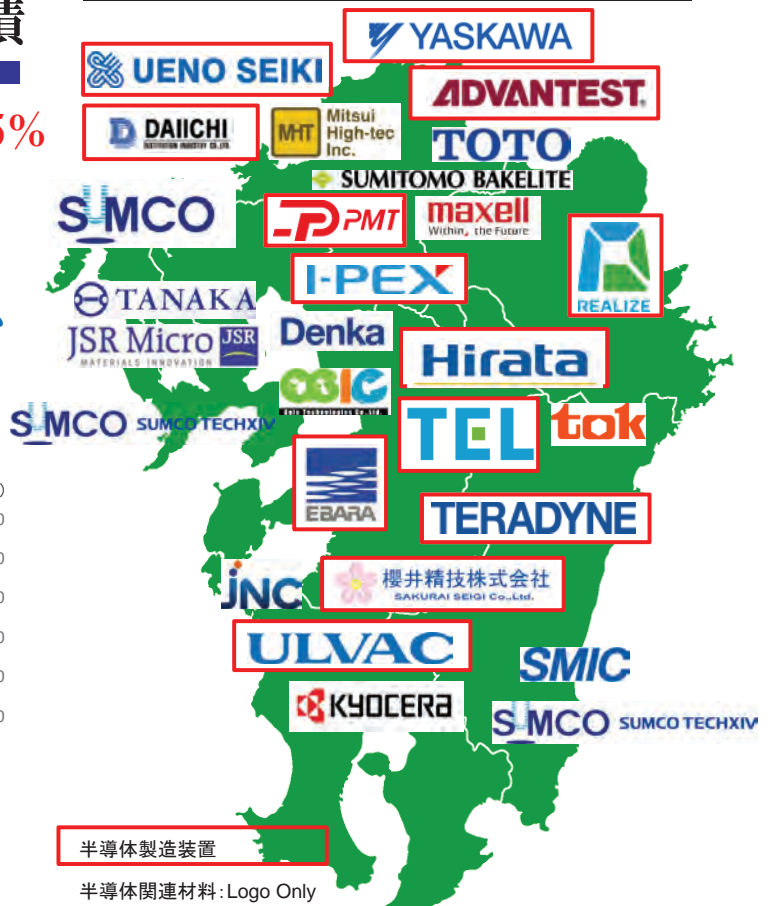 績
5%
YASKAWA
UENO SEIKI
ADVANTEST
DAIICHI
MHT
Mitsui
High-tec
Inc.
TOTO
SUMITOMO BAKELITE
SUMCO
PMT
maxell
Within, the Future
REALIZE
I-PEX
TANAKA
Denka
JSR Micro JSR
MATERIALS INNOVATION
Hirata
SUMCO SUMCO TECHXIV
TEL
tok
EBARA
TERADYNE
JNC
櫻井精技株式会社
SAKURAI SEIGI Co.,Ltd.
ULVAC
SMIC
KYOCERA
SUMCO SUMCO TECHXIV
半導体製造装置
半導体関連材料:Logo Only